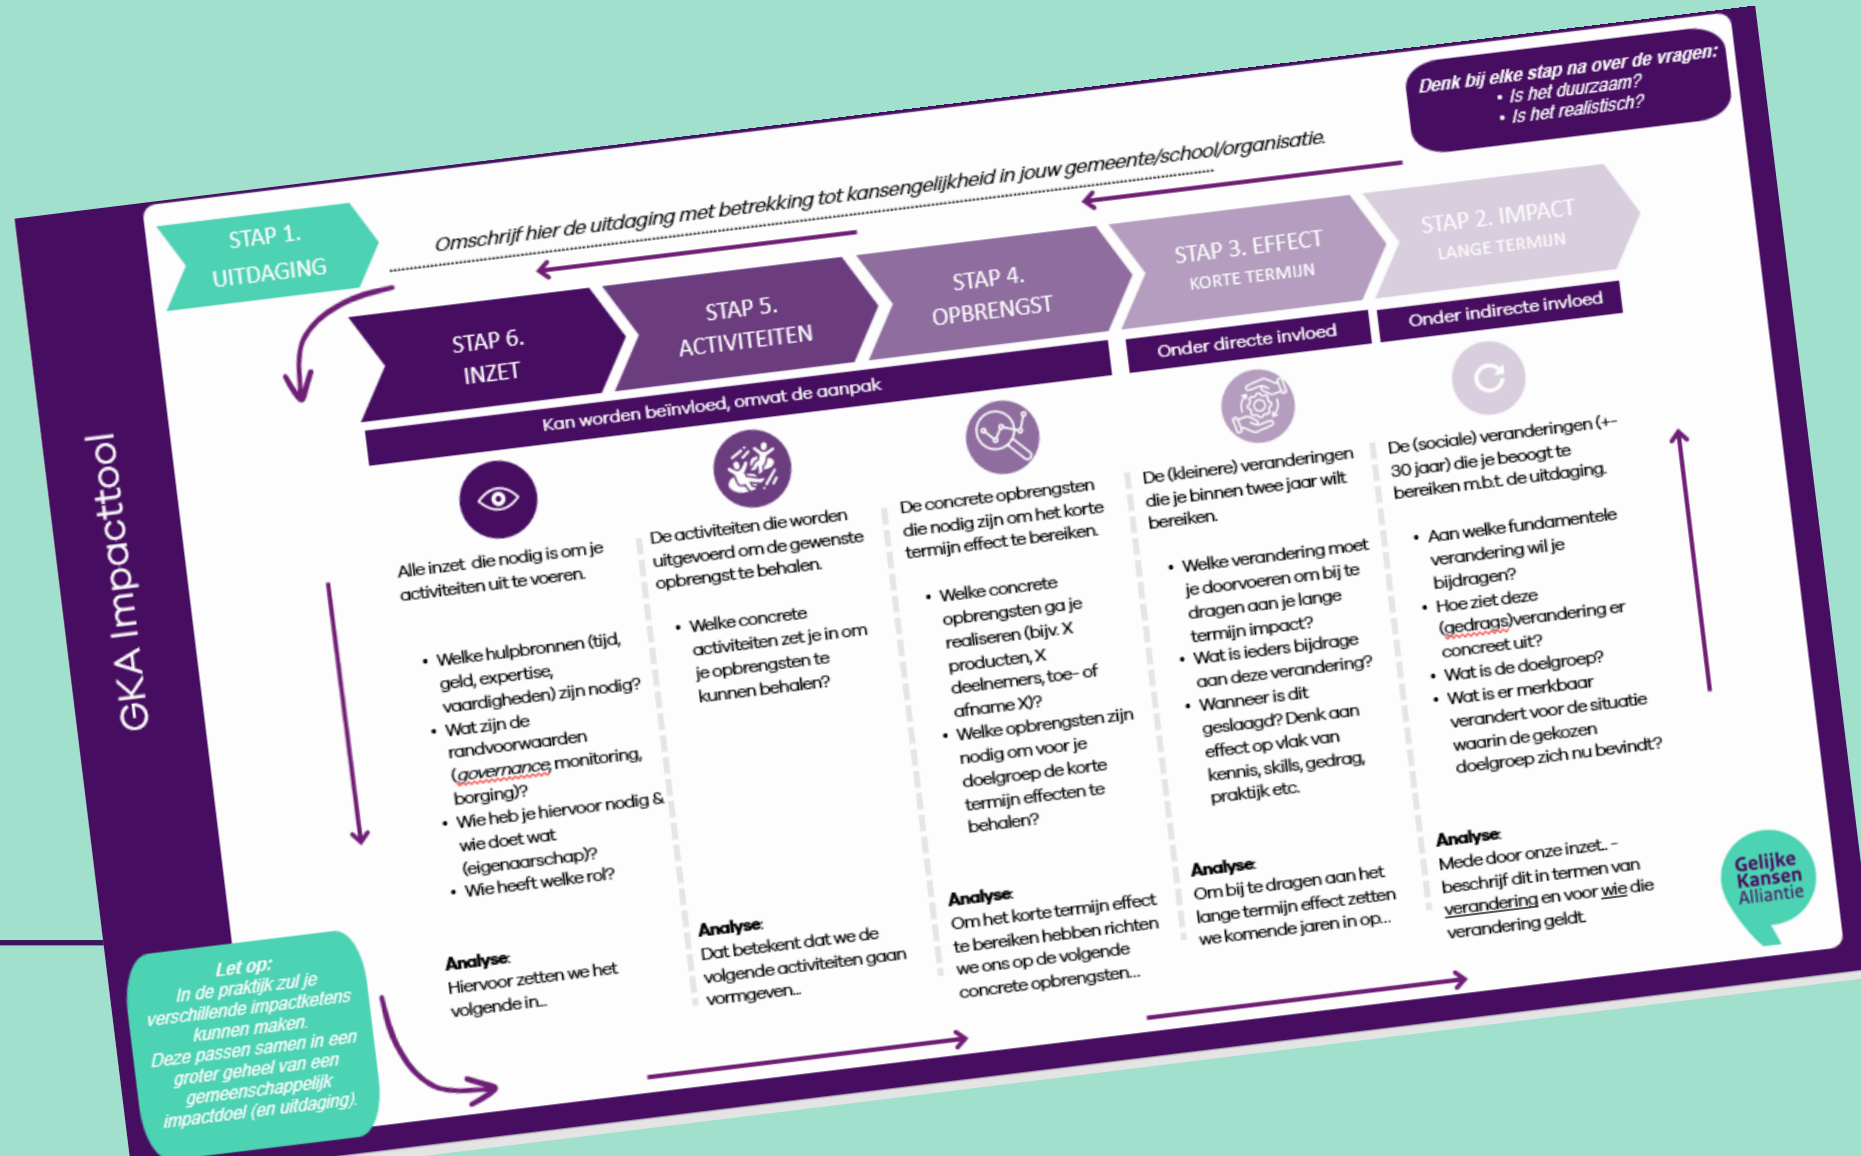 GKA Impacttool
STAP 1.
UITDAGING
Omschrijf hier de uitdaging met betrekking tot kansengelijkheid in jouw gemeente/school/organisatie.
Denk bij elke stap na over de vragen:
• Is het duurzaam?
• Is het realistisch?
STAP 6.
INZET
STAP 5.
ACTIVITEITEN
STAP 4.
OPBRENGST
STAP 3. EFFECT
KORTE TERMIJN
STAP 2. IMPACT
LANGE TERMIJN
Kan worden beïnvloed, omvat de aanpak
Onder directe invloed
Onder indirecte invloed
Alle inzet die nodig is om je
activiteiten uit te voeren.
• Welke hulpbronnen (tijd,
geld, expertise,
vaardigheden) zijn nodig?
• Wat zijn de
randvoorwaarden
(governance, monitoring,
borging)?
• Wie heb je hiervoor nodig &
wie doet wat
(eigenaarschap)?
• Wie heeft welke rol?
Analyse:
Hiervoor zetten we het
volgende in...
De activiteiten die worden
uitgevoerd om de gewenste
opbrengst te behalen.
• Welke concrete
activiteiten zet je in om
je opbrengsten te
kunnen behalen?
Analyse:
Dat betekent dat we de
volgende activiteiten gaan
vormgeven...
De concrete opbrengsten
die nodig zijn om het korte
termijn effect te bereiken.
• Welke concrete
opbrengsten ga je
realiseren (bijv. X
producten, X
deelnemers, toe- of
afname X)?
• Welke opbrengsten zijn
nodig om voor je
doelgroep de korte
termijn effecten te
behalen?
Analyse:
Om het korte termijn effect
te bereiken hebben richten
we ons op de volgende
concrete opbrengsten...
De (kleinere) veranderingen
die je binnen twee jaar wilt
bereiken.
• Welke verandering moet
je doorvoeren om bij te
dragen aan je lange
termijn impact?
• Wat is ieders bijdrage
aan deze verandering?
• Wanneer is dit
geslaagd? Denk aan
effect op vlak van
kennis, skills, gedrag,
praktijk etc.
Analyse:
Om bij te dragen aan het
lange termijn effect zetten
we komende jaren in op...
De (sociale) veranderingen (+-
30 jaar) die je beoogt te
bereiken m.b.t. de uitdaging.
• Aan welke fundamentele
verandering wil je
bijdragen?
• Hoe ziet deze
(gedrags)verandering er
concreet uit?
• Wat is de doelgroep?
• Wat is er merkbaar
verandert voor de situatie
waarin de gekozen
doelgroep zich nu bevindt?
Analyse:
Mede door onze inzet.. -
beschrijf dit in termen van
verandering en voor wie die
verandering geldt.
Gelijke
Kansen
Alliantie
Let op:
In de praktijk zul je
verschillende impactketens
kunnen maken.
Deze passen samen in een
groter geheel van een
gemeenschappelijk
impactdoel (en uitdaging).